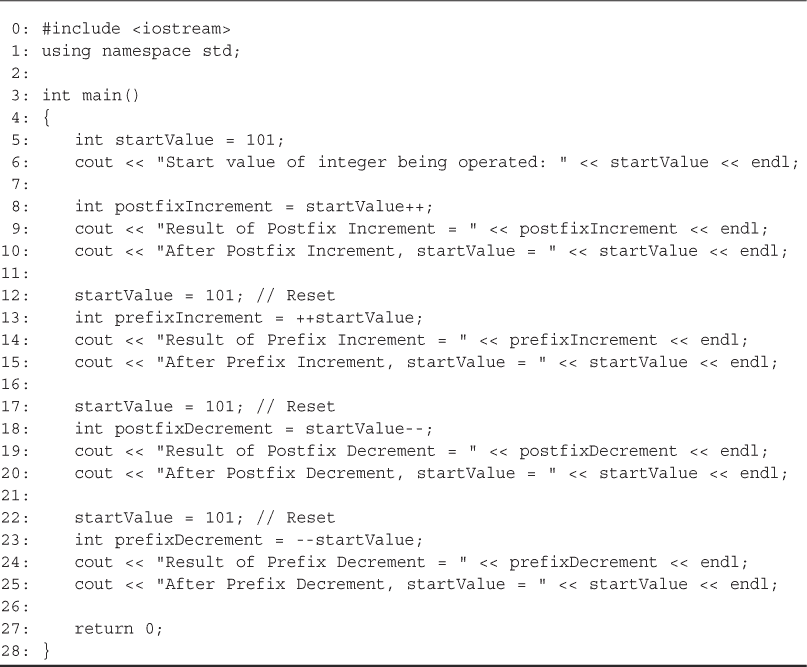 0: #include <iostream>
1: using namespace std;
2:
3: int main()
4: {
5:    int startValue = 101;
6:    cout << "Start value of integer being operated: " << startValue << endl;
7:
8:    int postfixIncrement = startValue++;
9:    cout << "Result of Postfix Increment = " << postfixIncrement << endl;
10:    cout << "After Postfix Increment, startValue = " << startValue << endl;
11:
12:    startValue = 101; // Reset
13:    int prefixIncrement = ++startValue;
14:    cout << "Result of Prefix Increment = " << prefixIncrement << endl;
15:    cout << "After Prefix Increment, startValue = " << startValue << endl;
16:
17:    startValue = 101; // Reset
18:    int postfixDecrement = startValue--;
19:    cout << "Result of Postfix Decrement = " << postfixDecrement << endl;
20:    cout << "After Postfix Decrement, startValue = " << startValue << endl;
21:
22:    startValue = 101; // Reset
23:    int prefixDecrement = --startValue;
24:    cout << "Result of Prefix Decrement = " << prefixDecrement << endl;
25:    cout << "After Prefix Decrement, startValue = " << startValue << endl;
26:
27:    return 0;
28: }